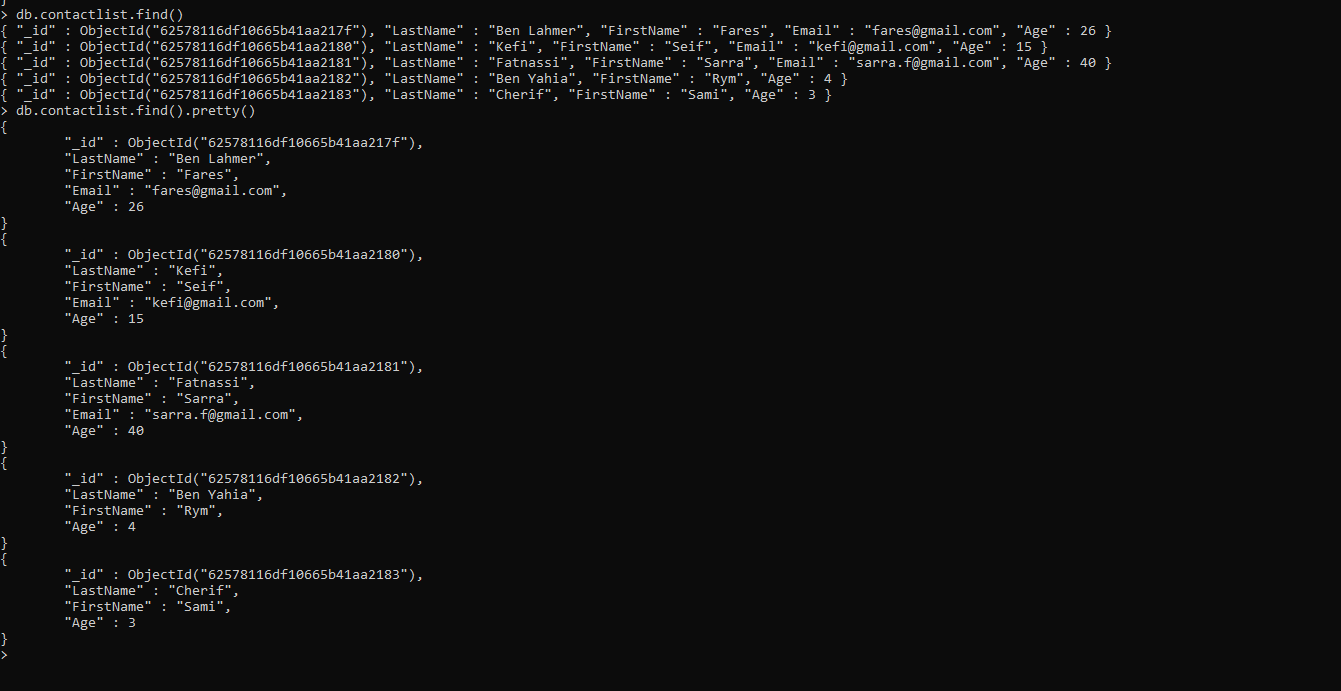 }
> db.contactlist.find()
{ "_id" : ObjectId("62578116df10665b41aa217f"), "LastName" : "Ben Lahmer", "FirstName" : "Fares", "Email" : "fares@gmail.com", "Age" : 26 }
{ "_id" : ObjectId("62578116df10665b41aa2180"), "LastName" : "Kefi", "FirstName" : "Seif", "Email" : "kefi@gmail.com", "Age" : 15 }
{ "_id" : ObjectId("62578116df10665b41aa2181"), "LastName" : "Fatnassi", "FirstName" : "Sarra", "Email" : "sarra.f@gmail.com", "Age" : 40 }
{ "_id" : ObjectId("62578116df10665b41aa2182"), "LastName" : "Ben Yahia", "FirstName" : "Rym", "Age" : 4 }
{ "_id" : ObjectId("62578116df10665b41aa2183"), "LastName" : "Cherif", "FirstName" : "Sami", "Age" : 3 }
> db.contactlist.find().pretty()
{
        "_id" : ObjectId("62578116df10665b41aa217f"),
        "LastName" : "Ben Lahmer",
        "FirstName" : "Fares",
        "Email" : "fares@gmail.com",
        "Age" : 26
}
{
        "_id" : ObjectId("62578116df10665b41aa2180"),
        "LastName" : "Kefi",
        "FirstName" : "Seif",
        "Email" : "kefi@gmail.com",
        "Age" : 15
}
{
        "_id" : ObjectId("62578116df10665b41aa2181"),
        "LastName" : "Fatnassi",
        "FirstName" : "Sarra",
        "Email" : "sarra.f@gmail.com",
        "Age" : 40
}
{
        "_id" : ObjectId("62578116df10665b41aa2182"),
        "LastName" : "Ben Yahia",
        "FirstName" : "Rym",
        "Age" : 4
}
{
        "_id" : ObjectId("62578116df10665b41aa2183"),
        "LastName" : "Cherif",
        "FirstName" : "Sami",
        "Age" : 3
}
>